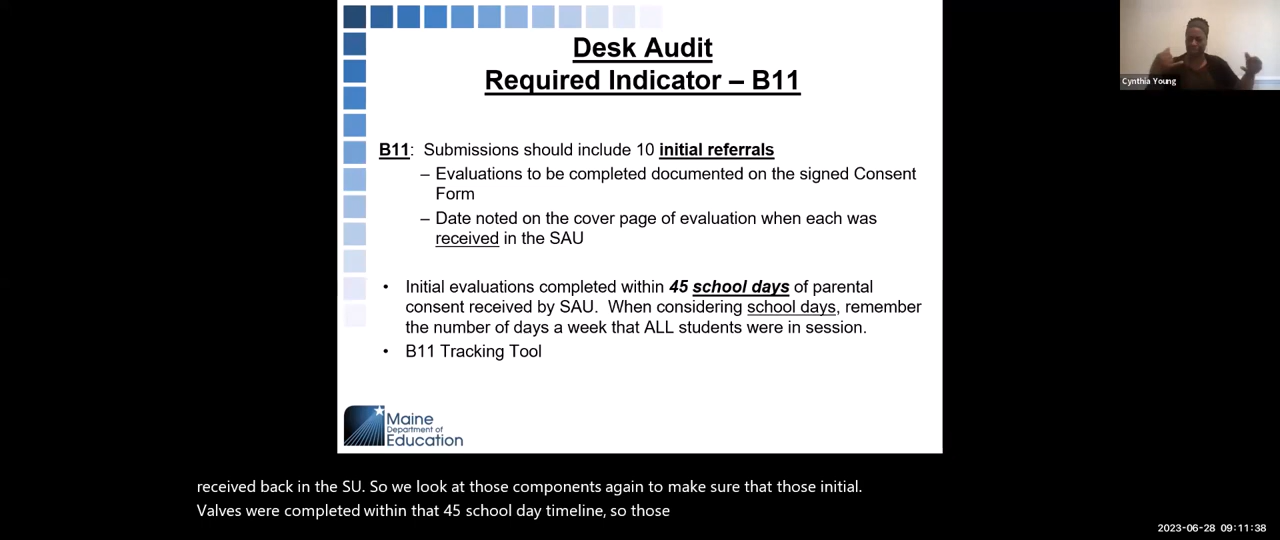 Desk Audit
Required Indicator – B11
Cynthia Young
B11: Submissions should include 10 initial referrals
– Evaluations to be completed documented on the signed Consent
Form
– Date noted on the cover page of evaluation when each was
received in the SAU
• Initial evaluations completed within 45 school days of parental
consent received by SAU. When considering school days, remember
the number of days a week that ALL students were in session.
• B11 Tracking Tool
Maine
Department of
Education
received back in the SU. So we look at those components again to make sure that those initial.
Valves were completed within that 45 school day timeline, so those
2023-06-28 09:11:38